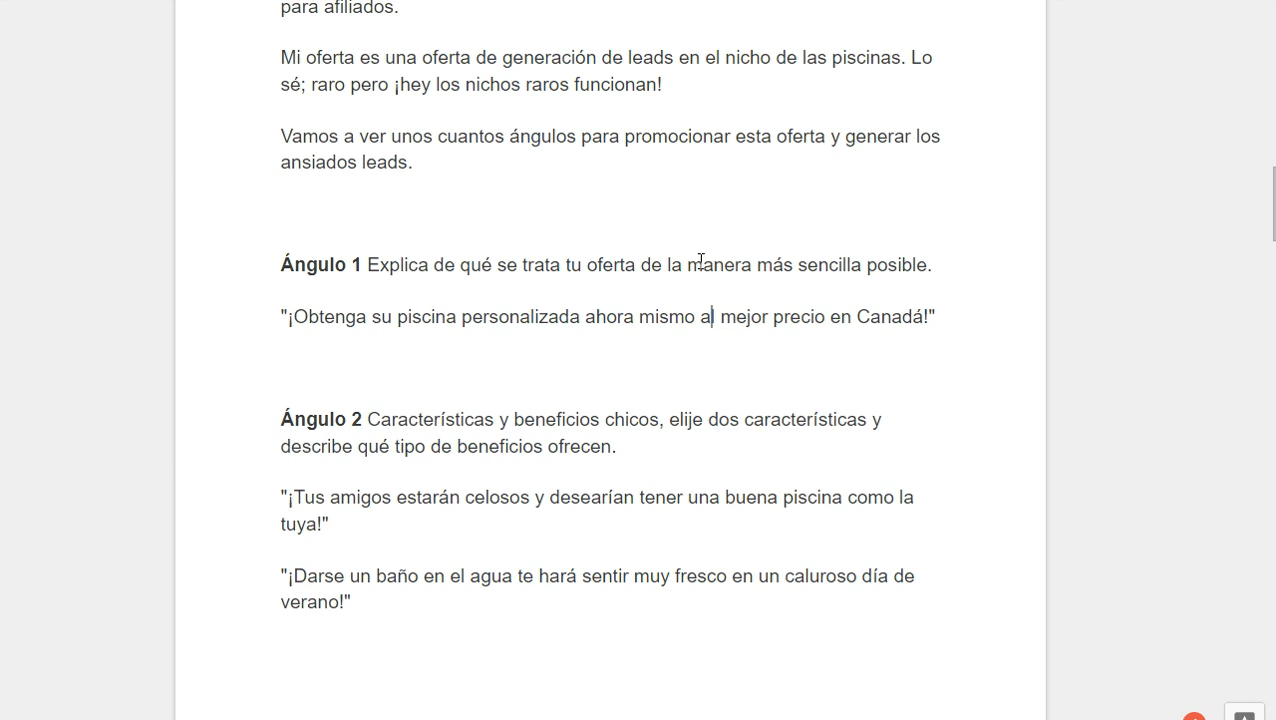 para afiliados.
Mi oferta es una oferta de generación de leads en el nicho de las piscinas. Lo
sé; raro pero ¡hey los nichos raros funcionan!
Vamos a ver unos cuantos ángulos para promocionar esta oferta y generar los
ansiados leads.
Ángulo 1 Explica de qué se trata tu oferta de la manera más sencilla posible.
"¡Obtenga su piscina personalizada ahora mismo al mejor precio en Canadá!"
Ángulo 2 Características y beneficios chicos, elije dos características y
describe qué tipo de beneficios ofrecen.
"¡Tus amigos estarán celosos y desearían tener una buena piscina como la
tuya!"
"¡Darse un baño en el agua te hará sentir muy fresco en un caluroso día de
verano!"